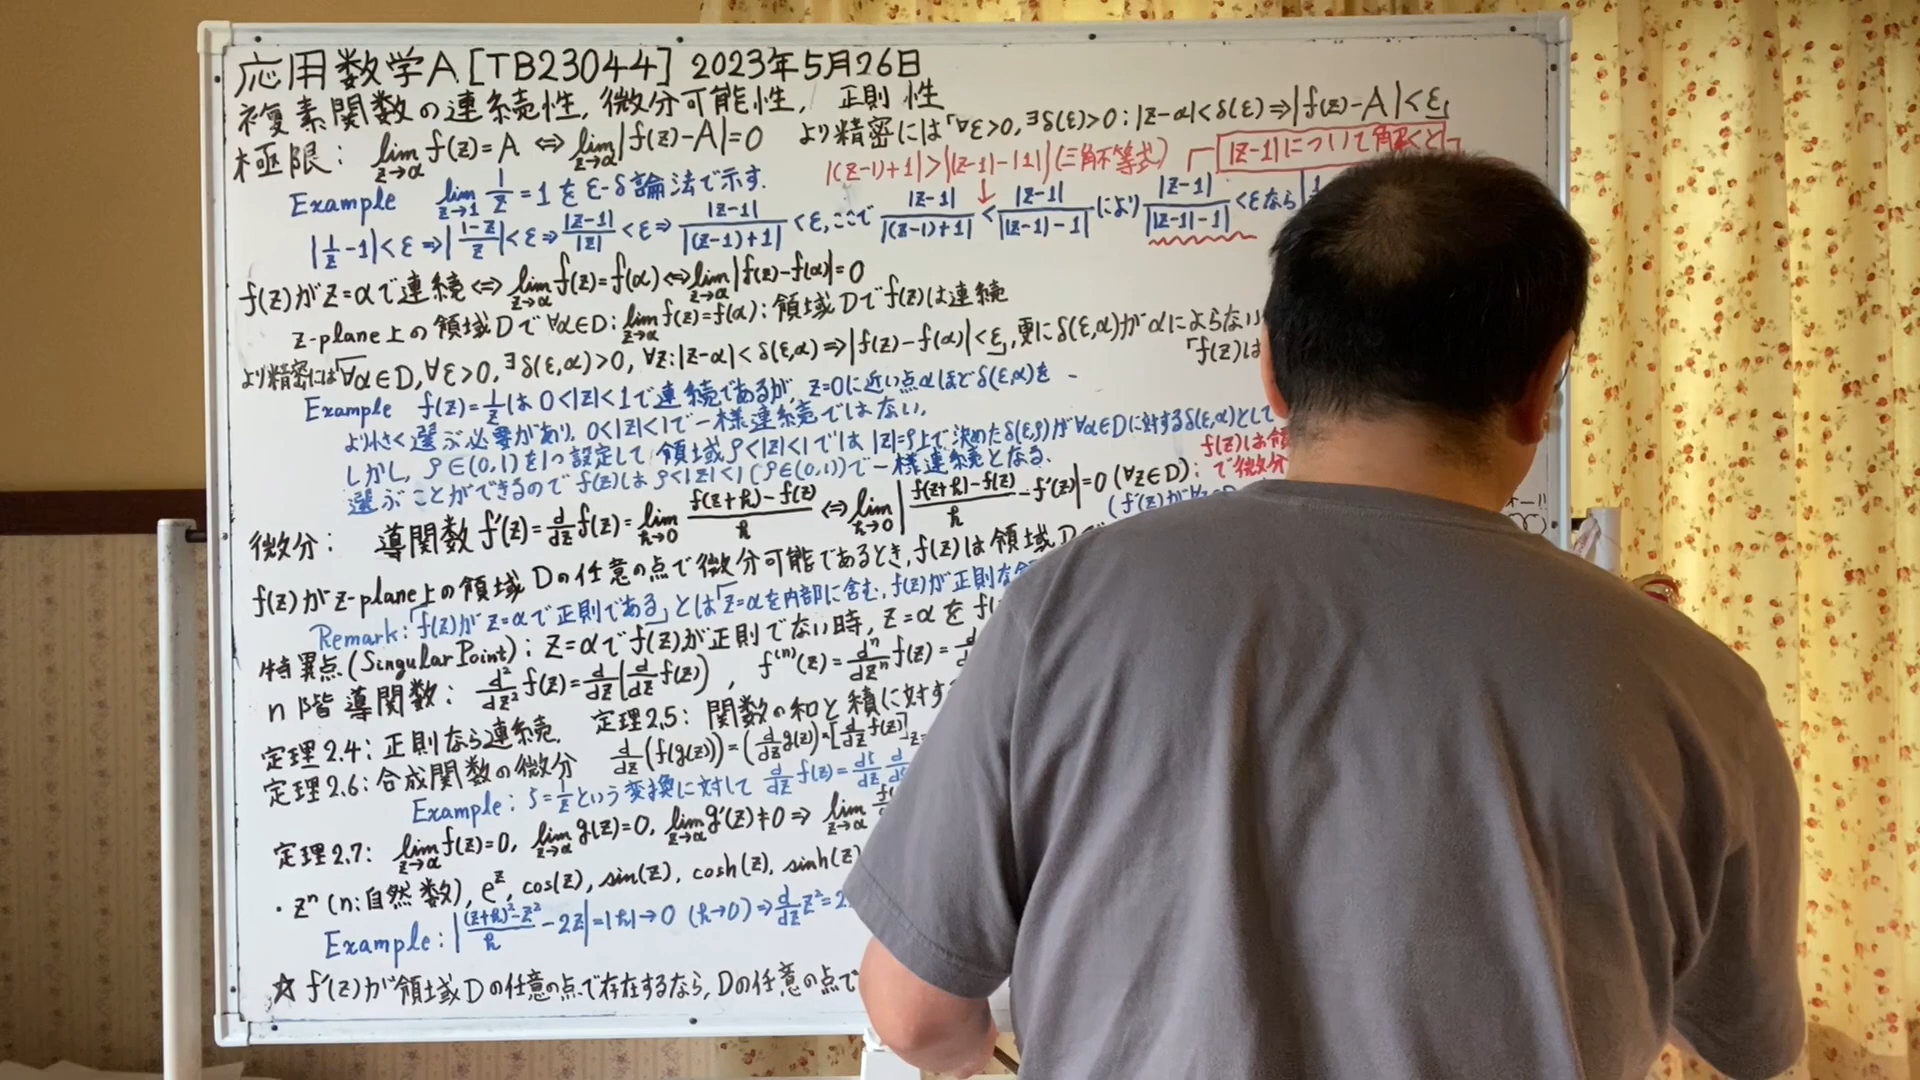 応用数学A [TB23044] 2023年5月26日
複素関数の連続性, 微分可能性, 正則性
極限: lim_{z→α} f(z)=A ⇔ lim_{z→α}|f(z)-A|=0 より精密には「∀ε>0, ∃δ(ε)>0: |z-α|<δ(ε) ⇒ |f(z)-A|<ε」
|(z-1)+1|>||z-1|-|1|| (三角不等式) |z-1|について解くと
Example lim_{z→1} 1/z=1 を ε-δ論法で示す.
|1/z-1|<ε ⇒ |(1-z)/z|<ε ⇒ |z-1|/|z|<ε ⇒ |z-1|/|(z-1)+1|<ε, ここで |z-1|/|(z-1)+1| < |z-1|/||z-1|-1| により |z-1|/||z-1|-1|<ε なら
f(z)がz=αで連続 ⇔ lim_{z→α} f(z)=f(α) ⇔ lim_{z→α}|f(z)-f(α)|=0
z-plane上の領域Dで∀α∈D: lim_{z→α} f(z)=f(α): 領域Dでf(z)は連続
より精密には「∀α∈D, ∀ε>0, ∃δ(ε,α)>0, ∀z: |z-α|<δ(ε,α) ⇒ |f(z)-f(α)|<ε」, 更にδ(ε,α)がαによらない
「f(z)は
Example f(z)=1/z は 0<|z|<1で連続であるが, z=0に近い点αほどδ(ε,α)を
より小さく選ぶ必要があり, 0<|z|<1で一様連続ではない.
しかし, ρ∈(0,1)を1つ設定して領域ρ<|z|<1では|z|=ρ上で決めたδ(ε,ρ)が∀α∈Dに対するδ(ε,α)として
選ぶことができるのでf(z)はρ<|z|<1 (ρ∈(0,1))で一様連続となる.
f(z)は領
で微分
微分: 導関数 f'(z)=d/dz f(z)=lim_{h→0} (f(z+h)-f(z))/h ⇔ lim_{h→0}|(f(z+h)-f(z))/h - f'(z)|=0 (∀z∈D):
f(z)がz-plane上の領域Dの任意の点で微分可能であるとき, f(z)は領域D
Remark: 「f(z)がz=αで正則である」とは「z=αを内部に含む, f(z)が正則な
特異点(Singular Point): z=αでf(z)が正則でない時, z=αを
n階導関数: d²/dz² f(z)=d/dz(d/dz f(z)), f^(n)(z)=d^n/dz^n f(z)=
定理2.4: 正則なら連続. 定理2.5: 関数の和と積に対す
定理2.6: 合成関数の微分 d/dz(f(g(z)))=(d/dz g(z))・[d/dz f(z)]
Example: ζ=1/z という変換に対して d/dz f(z)=dζ/dz
定理2.7: lim_{z→α} f(z)=0, lim_{z→α} g(z)=0, lim_{z→α} g'(z)≠0 ⇒ lim_{z→α}
・z^n (n:自然数), e^z, cos(z), sin(z), cosh(z), sinh(z)
Example: |((z+h)²-z²)/h - 2z|=|h|→0 (h→0) ⇒ d/dz z²=2
☆ f'(z)が領域Dの任意の点で存在するなら, Dの任意の点で